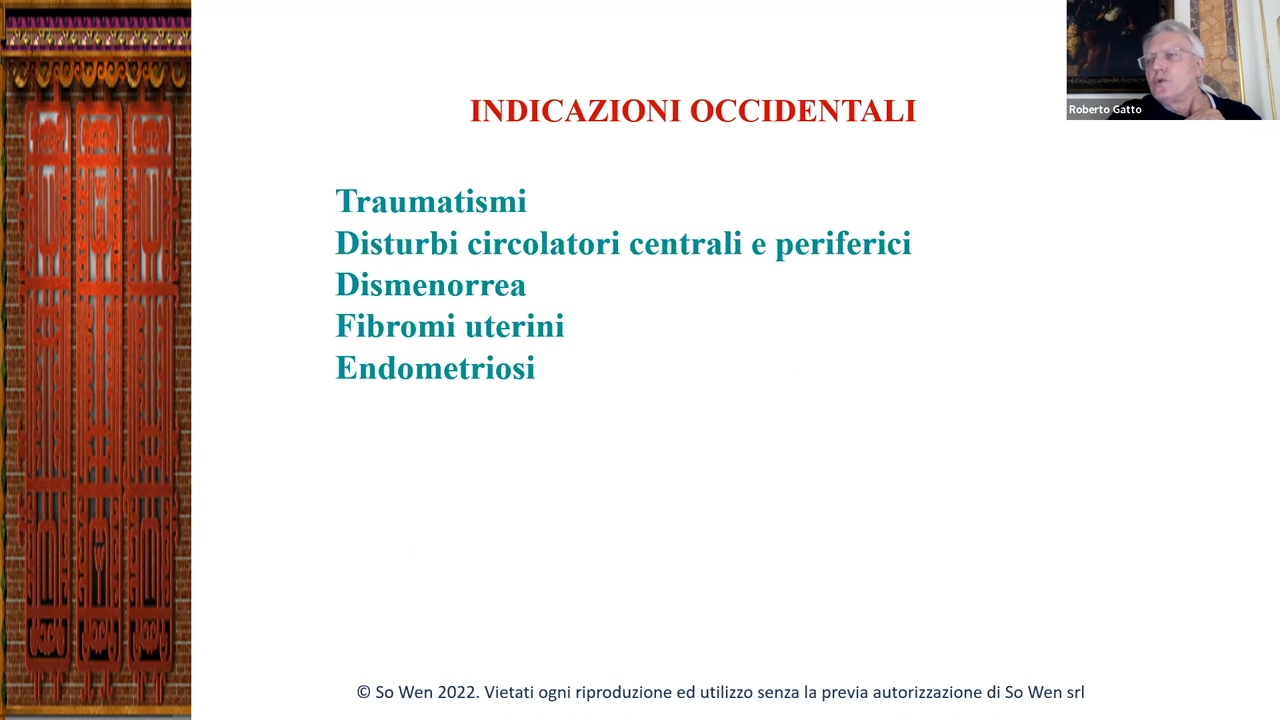 INDICAZIONI OCCIDENTALI
Roberto Gatto
Traumatismi
Disturbi circolatori centrali e periferici
Dismenorrea
Fibromi uterini
Endometriosi
© So Wen 2022. Vietati ogni riproduzione ed utilizzo senza la previa autorizzazione di So Wen srl